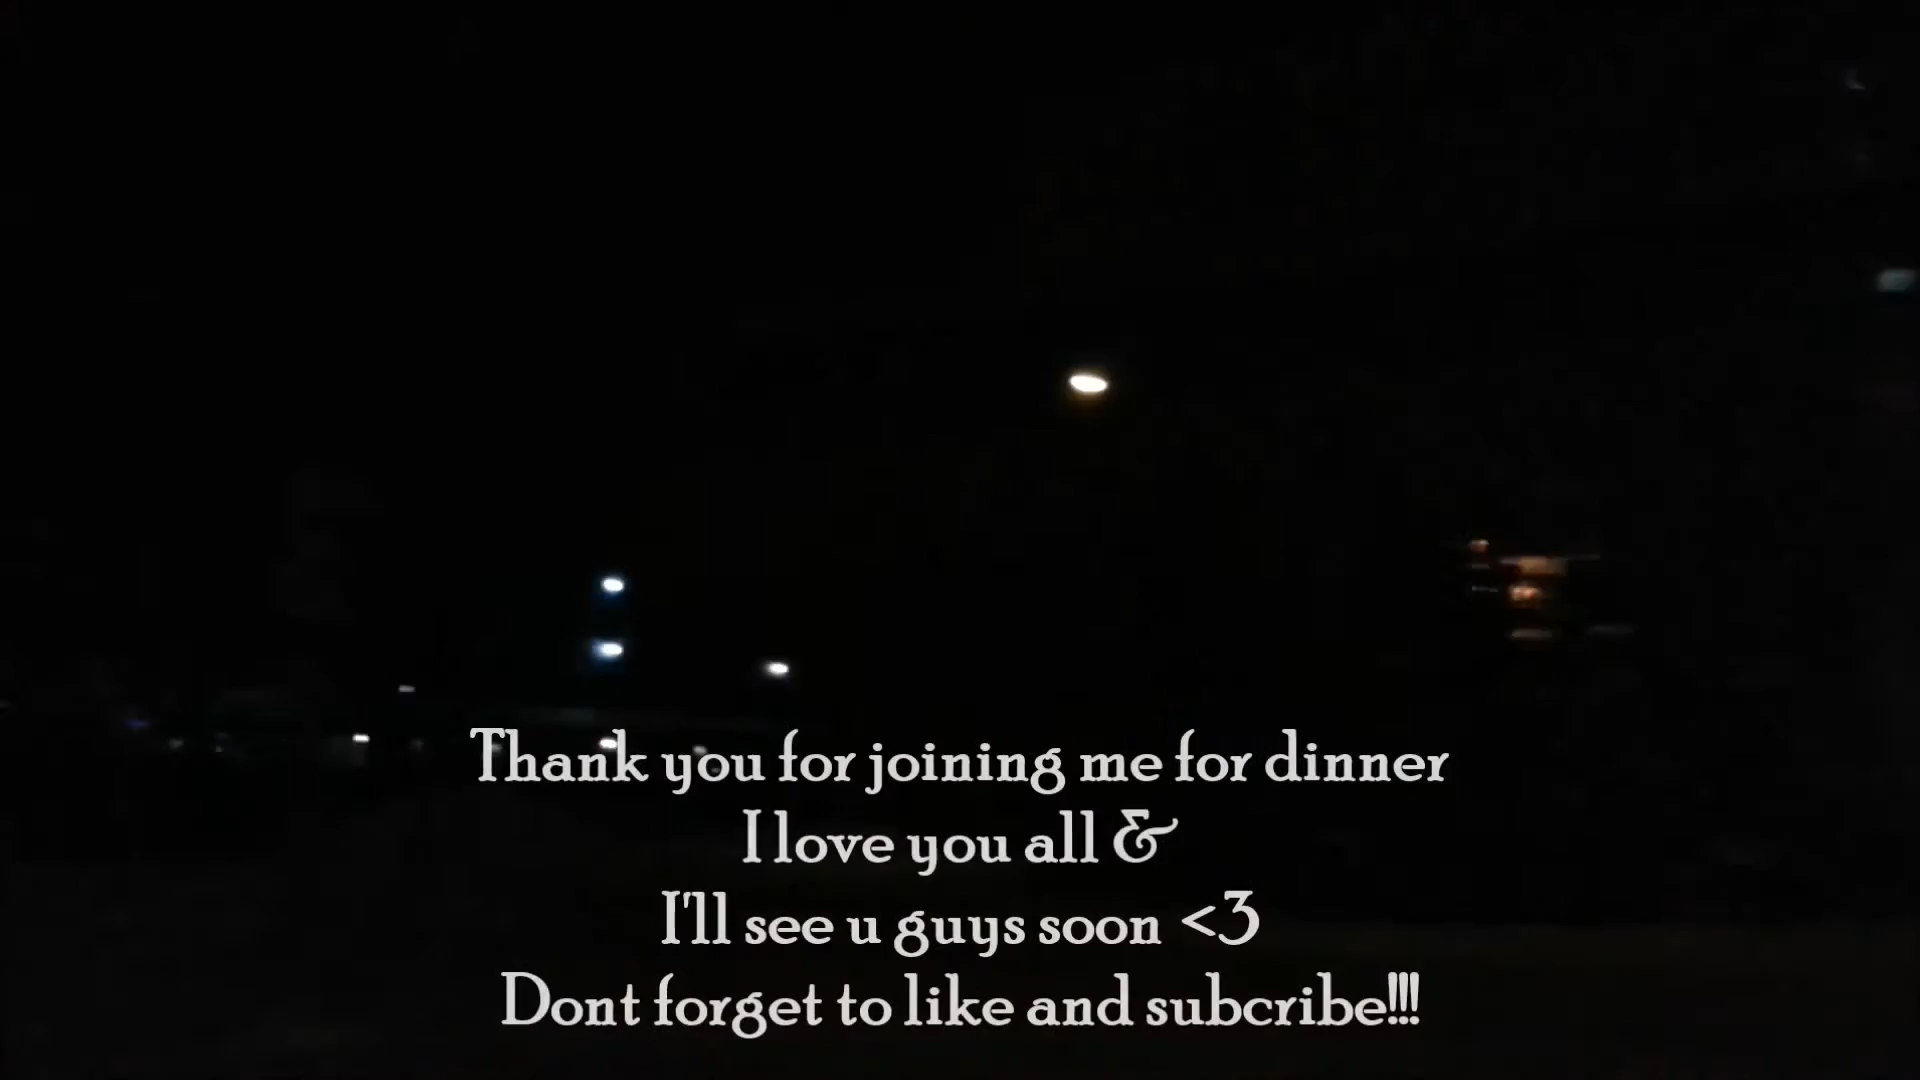 Thank you for joining me for dinner
I love you all &
I'll see u guys soon <3
Dont forget to like and subcribe!!!